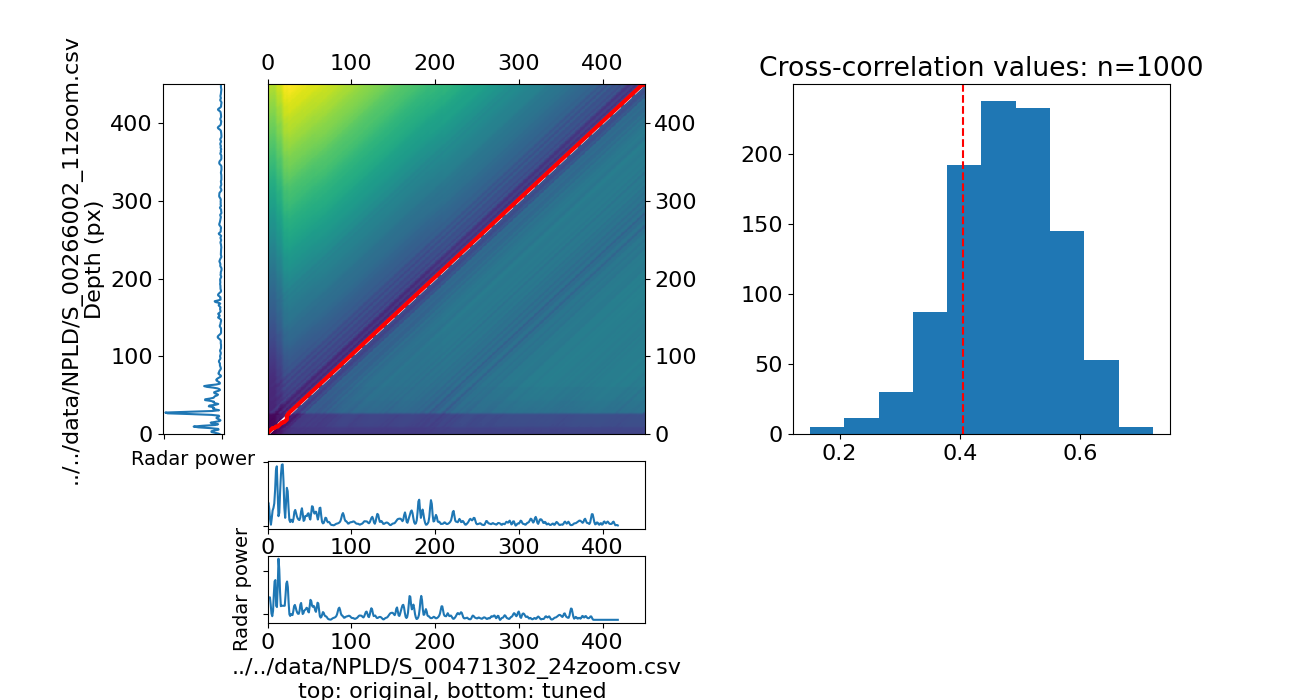 Cross-correlation values: n=1000
0 100 200 300 400
../../data/NPLD/S_00266002_11zoom.csv
Depth (px)
400
300
200
100
0
Radar power
400
300
200
100
0
200
150
100
50
0
0.2 0.4 0.6
0 100 200 300 400
Radar power
0 100 200 300 400
../../data/NPLD/S_00471302_24zoom.csv
top: original, bottom: tuned